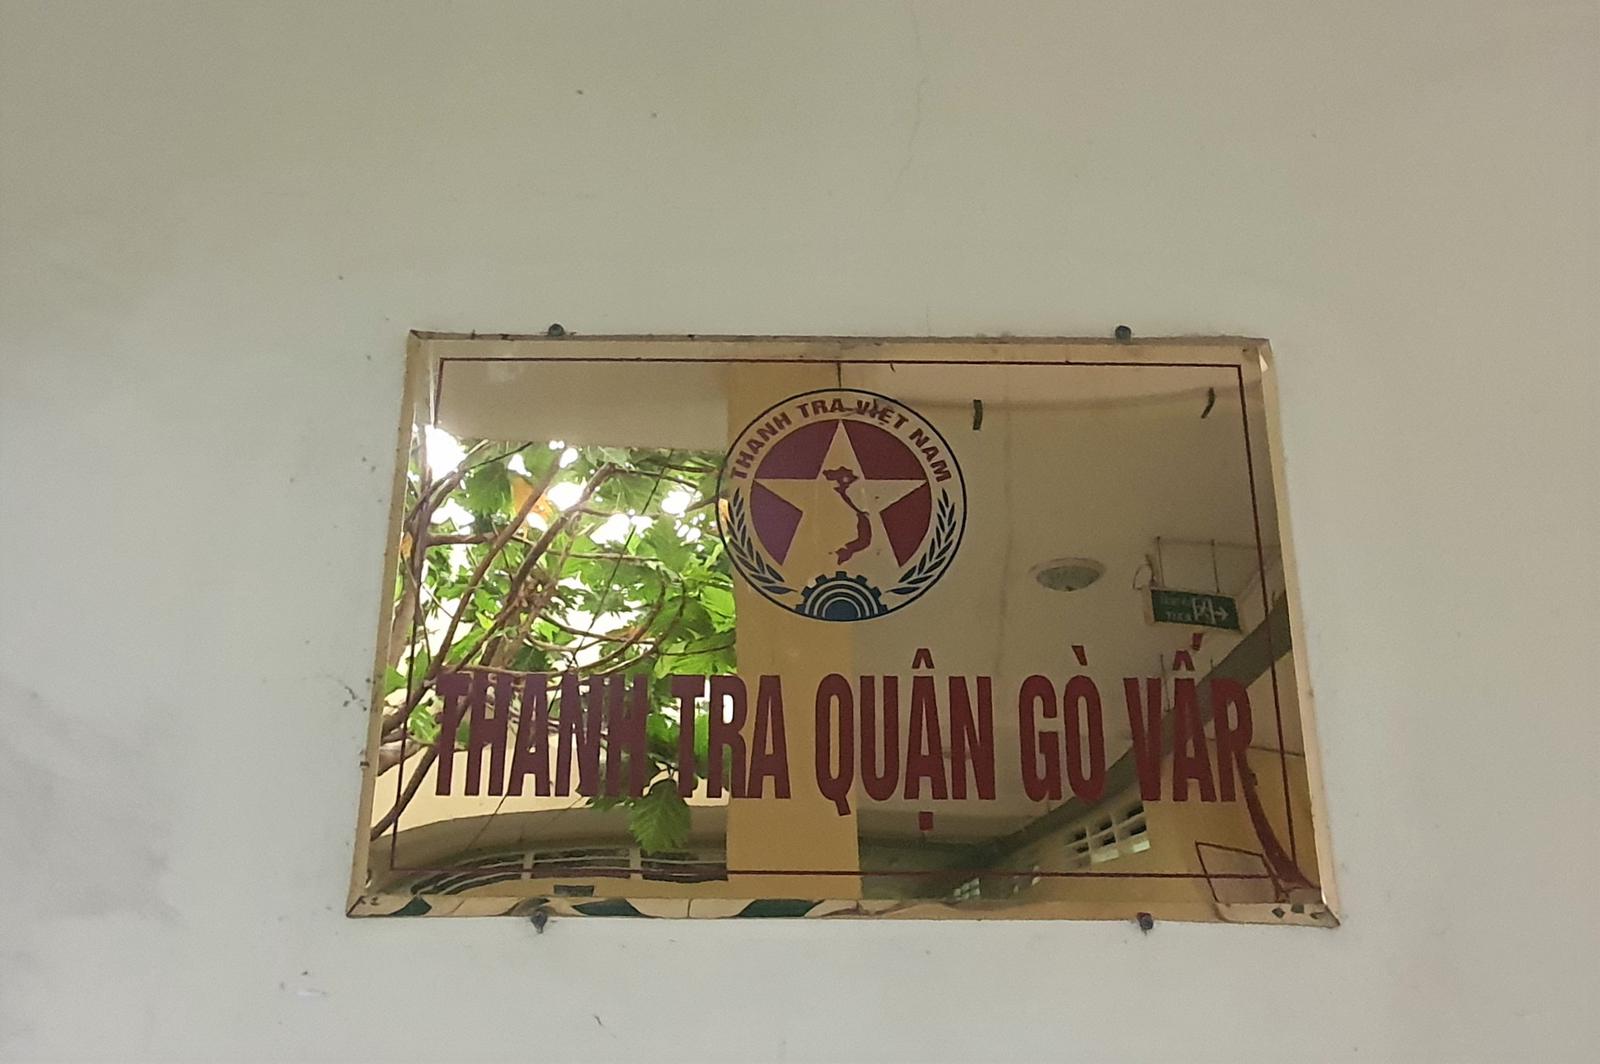 THANH TRA VIỆT NAM
THANH TRA QUẬN GÒ VẤP